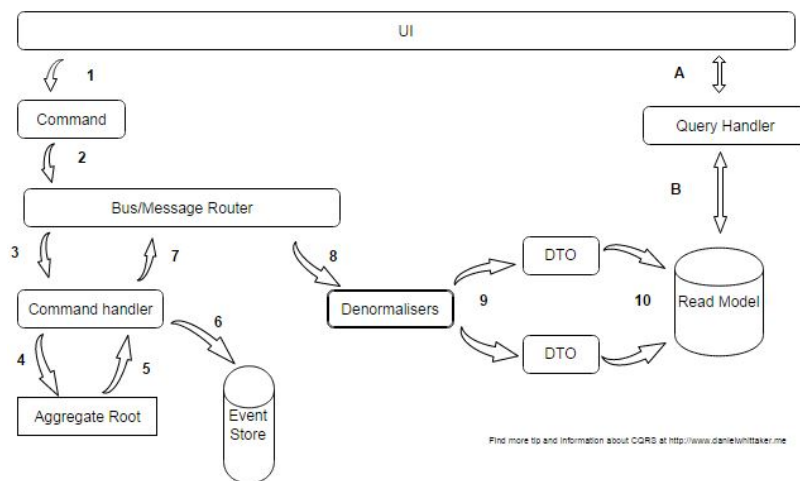 UI
1
A
Command
Query Handler
2
B
Bus/Message Router
3
7
8
DTO
Command handler
6
Denormalisers
9
10
Read Model
4
5
DTO
Aggregate Root
Event
Store
Find more tip and information about CQRS at http://www.danielwhittaker.me